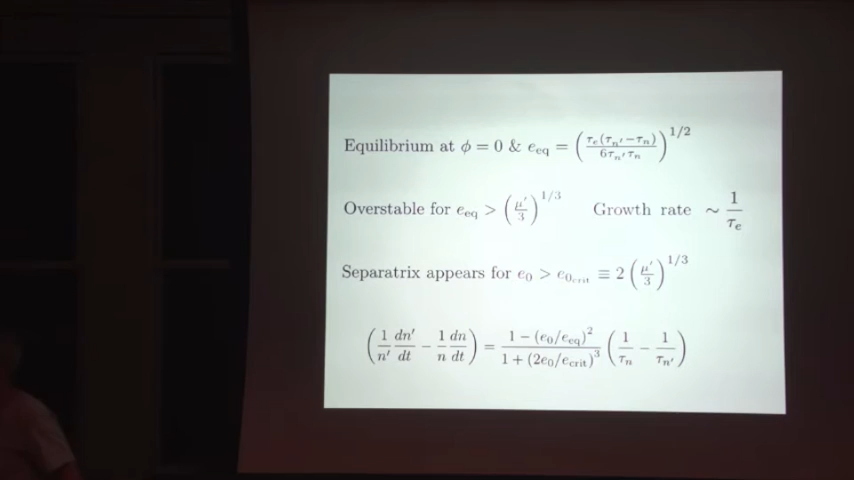 Equilibrium at ϕ = 0 & e_eq = (τ_e(τ_n′−τ_n) / 6τ_n′τ_n)^1/2
Overstable for e_eq > (μ′/3)^1/3 Growth rate ∼ 1/τ_e
Separatrix appears for e_0 > e_0crit ≡ 2 (μ′/3)^1/3
(1/n′ dn′/dt − 1/n dn/dt) = (1 − (e_0/e_eq)^2) / (1 + (2e_0/e_crit)^3) (1/τ_n − 1/τ_n′)